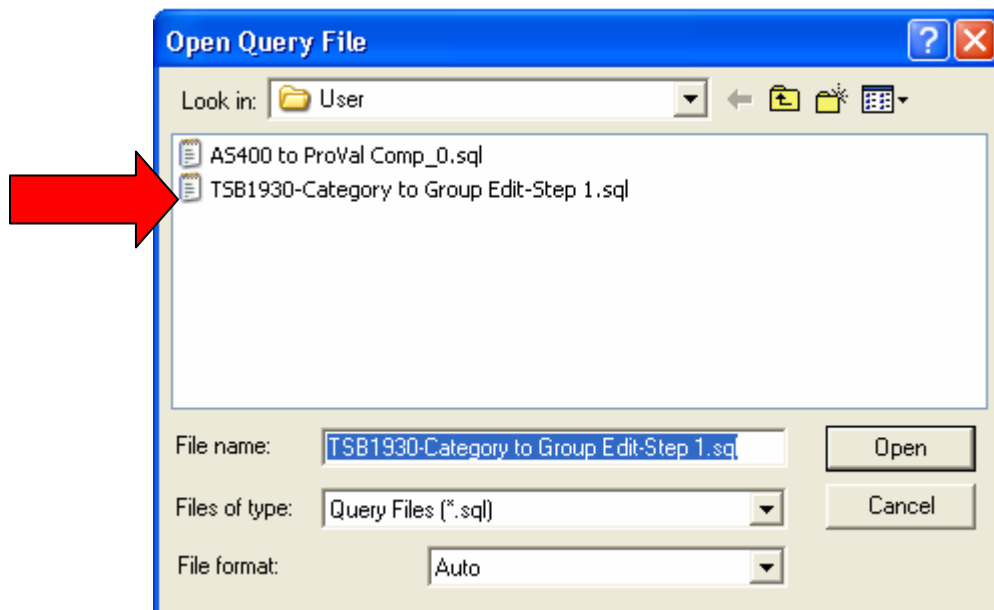 Open Query File
Look in: User
AS400 to ProVal Comp_0.sql
TSB1930-Category to Group Edit-Step 1.sql
File name: TSB1930-Category to Group Edit-Step 1.sql Open
Files of type: Query Files (*.sql) Cancel
File format: Auto